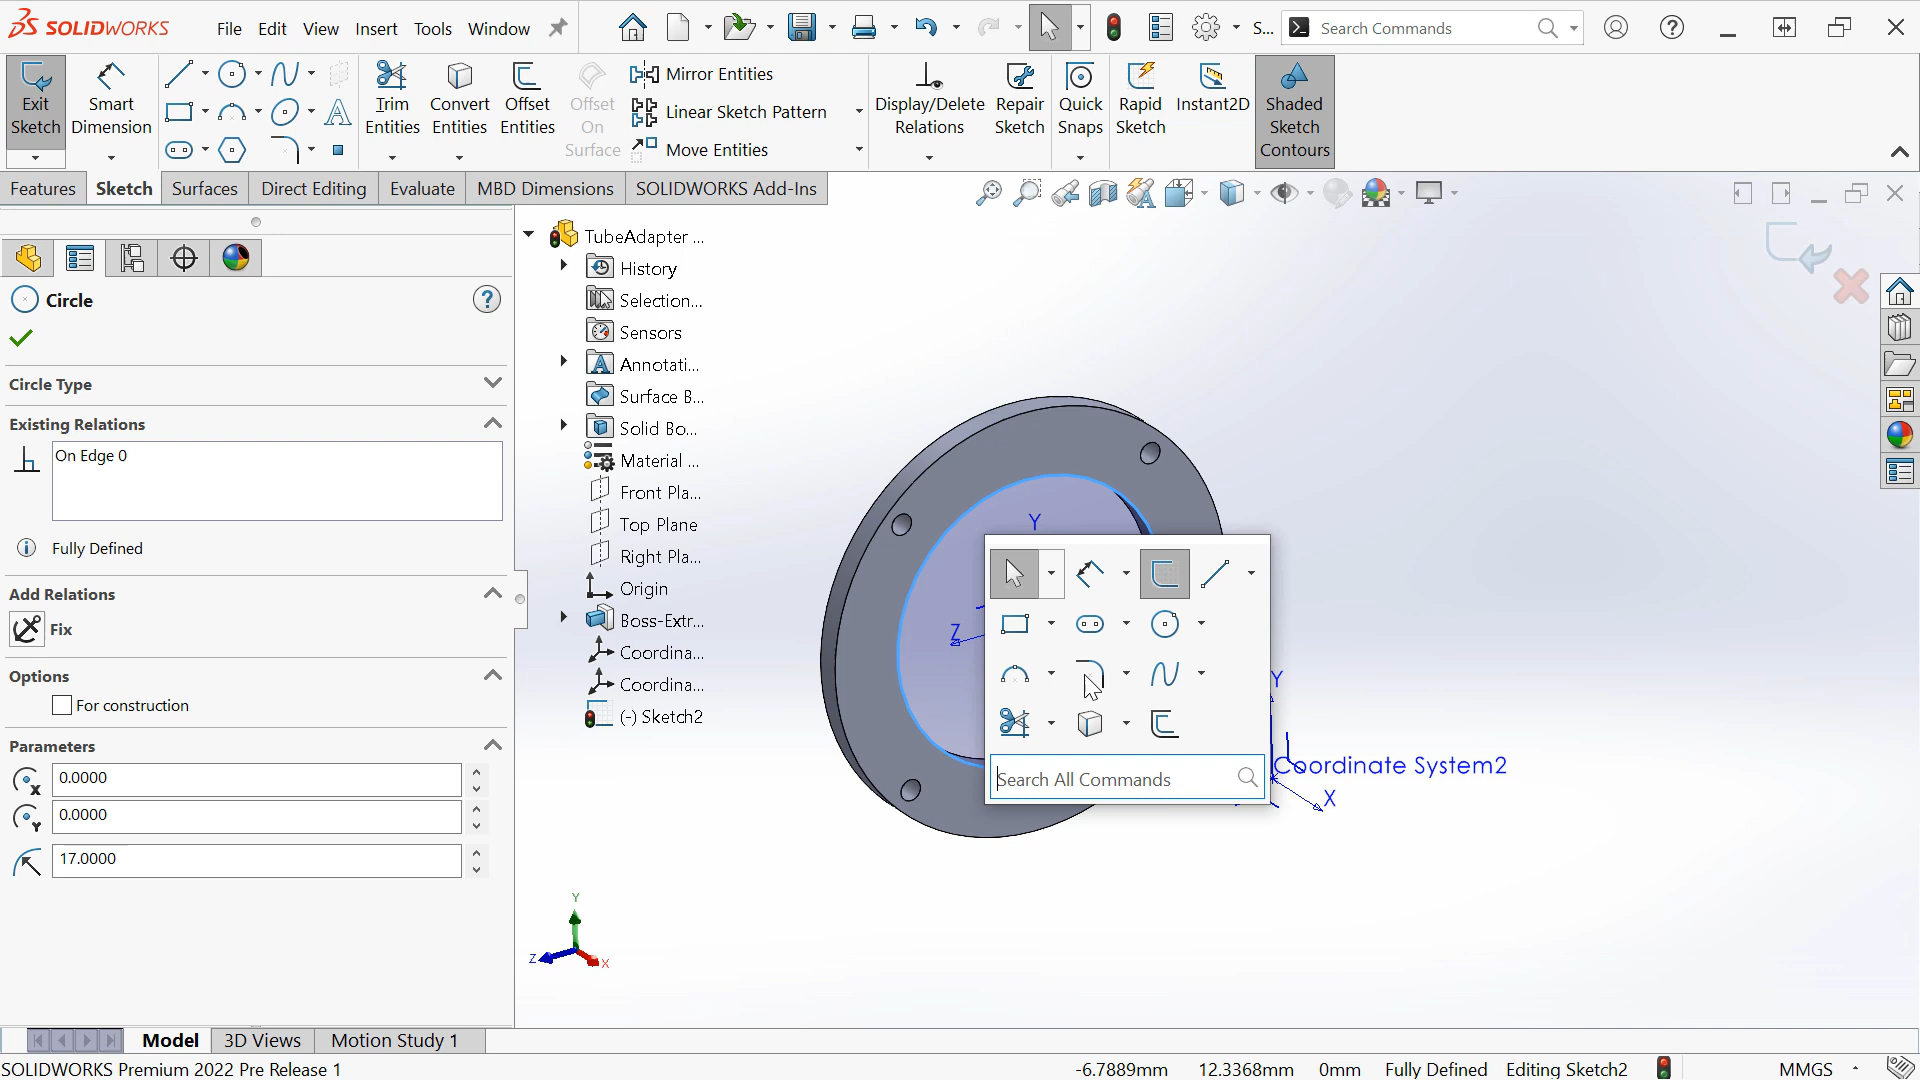 SOLIDWORKS File Edit View Insert Tools Window S... Search Commands
Exit Sketch
Smart Dimension
Trim Entities
Convert Entities
Offset Entities
Offset On Surface
Mirror Entities
Linear Sketch Pattern
Move Entities
Display/Delete Relations
Repair Sketch
Quick Snaps
Rapid Sketch
Instant2D
Shaded Sketch Contours
Features Sketch Surfaces Direct Editing Evaluate MBD Dimensions SOLIDWORKS Add-Ins
Circle
Circle Type
Existing Relations
On Edge 0
Fully Defined
Add Relations
Fix
Options
For construction
Parameters
0.0000
0.0000
17.0000
TubeAdapter ...
History
Selection...
Sensors
Annotati...
Surface B...
Solid Bo...
Material ...
Front Pla...
Top Plane
Right Pla...
Origin
Boss-Extr...
Coordina...
Coordina...
(-) Sketch2
Y
Z
Search All Commands
Y
Coordinate System2
X
Y
Z
X
Model 3D Views Motion Study 1
SOLIDWORKS Premium 2022 Pre Release 1 -6.7889mm 12.3368mm 0mm Fully Defined Editing Sketch2 MMGS